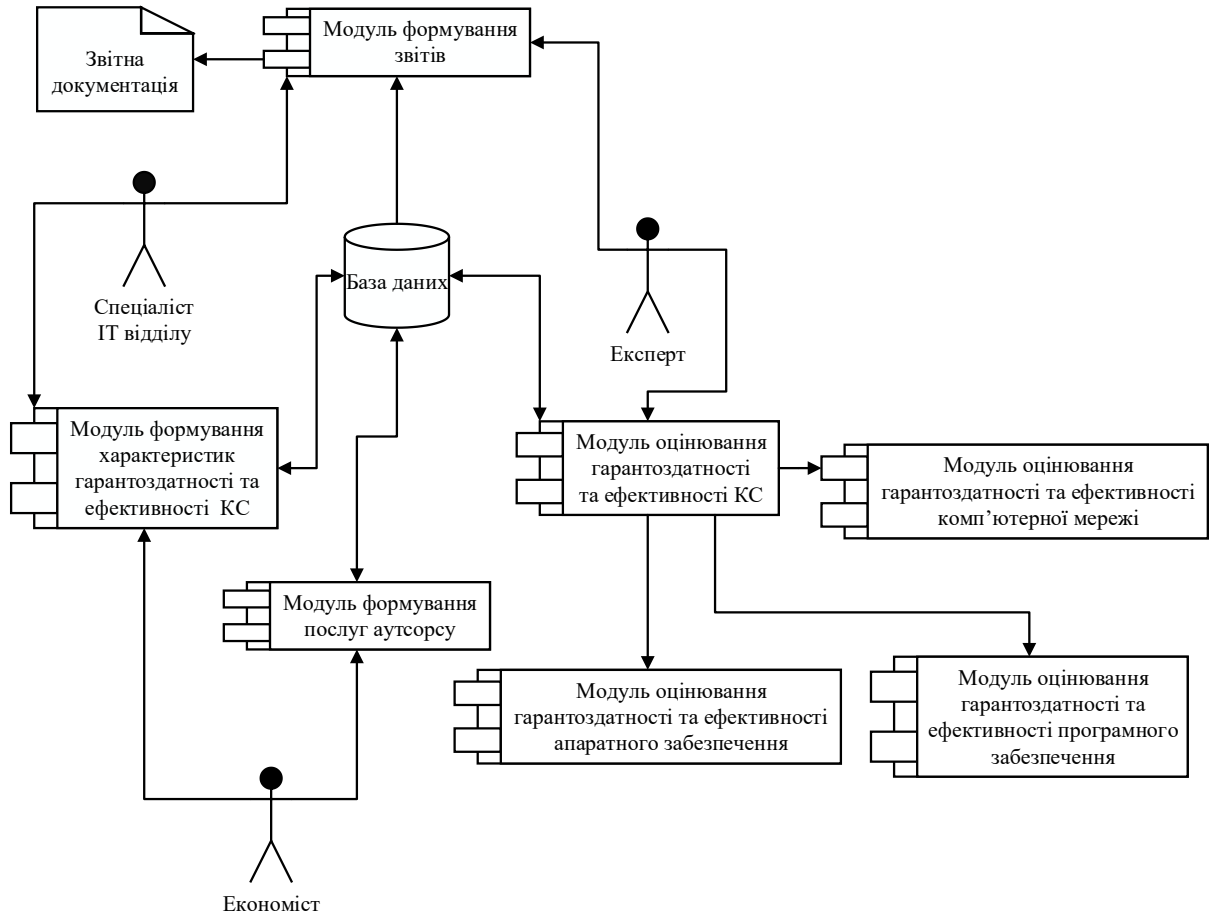 Модуль формування
звітів
Звітна
документація
База даних
Спеціаліст
ІТ відділу
Експерт
Модуль формування
характеристик
гарантоздатності та
ефективності КС
Модуль оцінювання
гарантоздатності
та ефективності КС
Модуль оцінювання
гарантоздатності та ефективності
комп’ютерної мережі
Модуль формування
послуг аутсорсу
Модуль оцінювання
гарантоздатності та ефективності
апаратного забезпечення
Модуль оцінювання
гарантоздатності та
ефективності програмного
забезпечення
Економіст